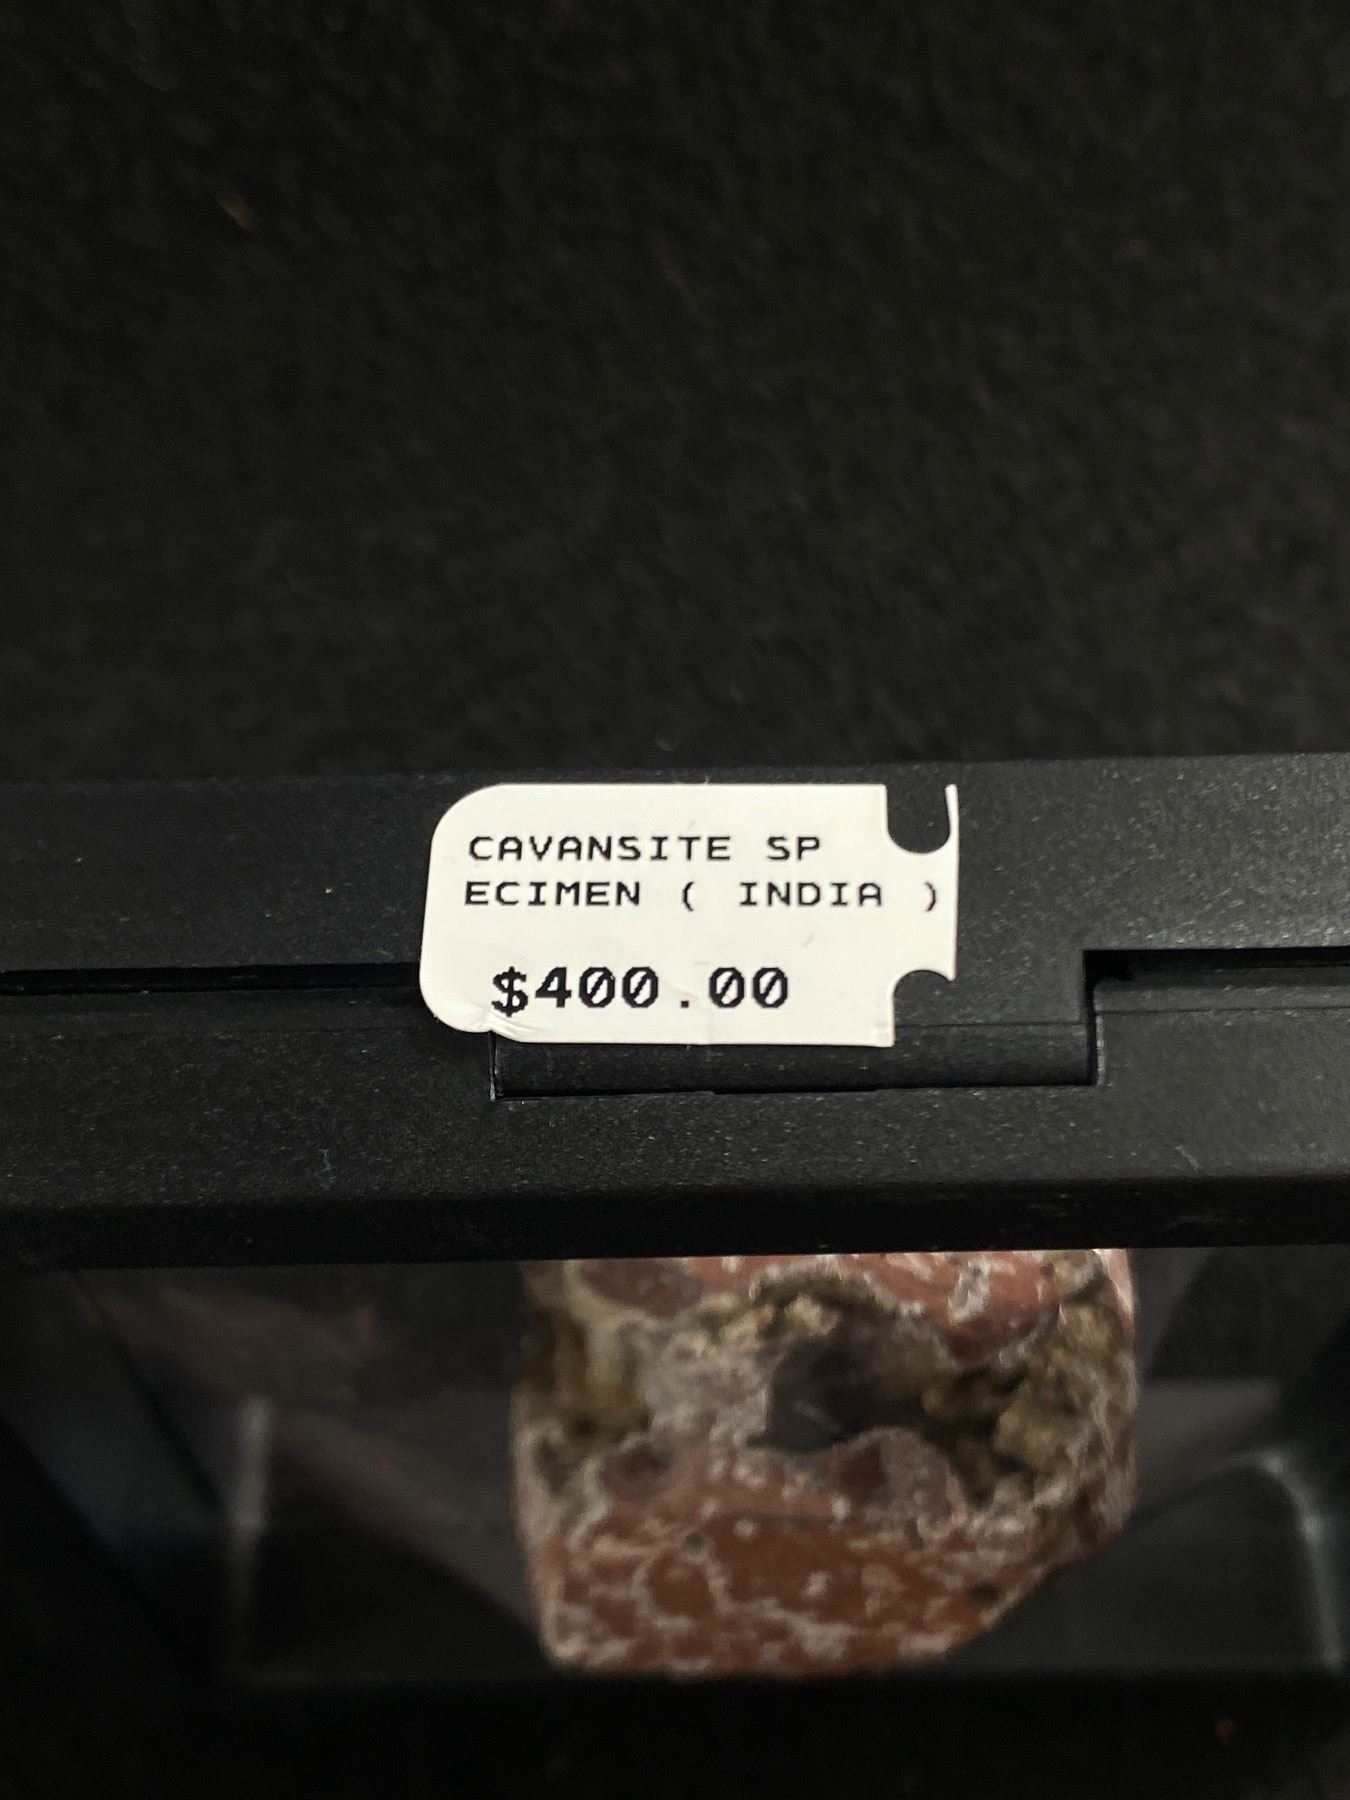 CAVANSITE SP
ECIMEN ( INDIA )
$400.00